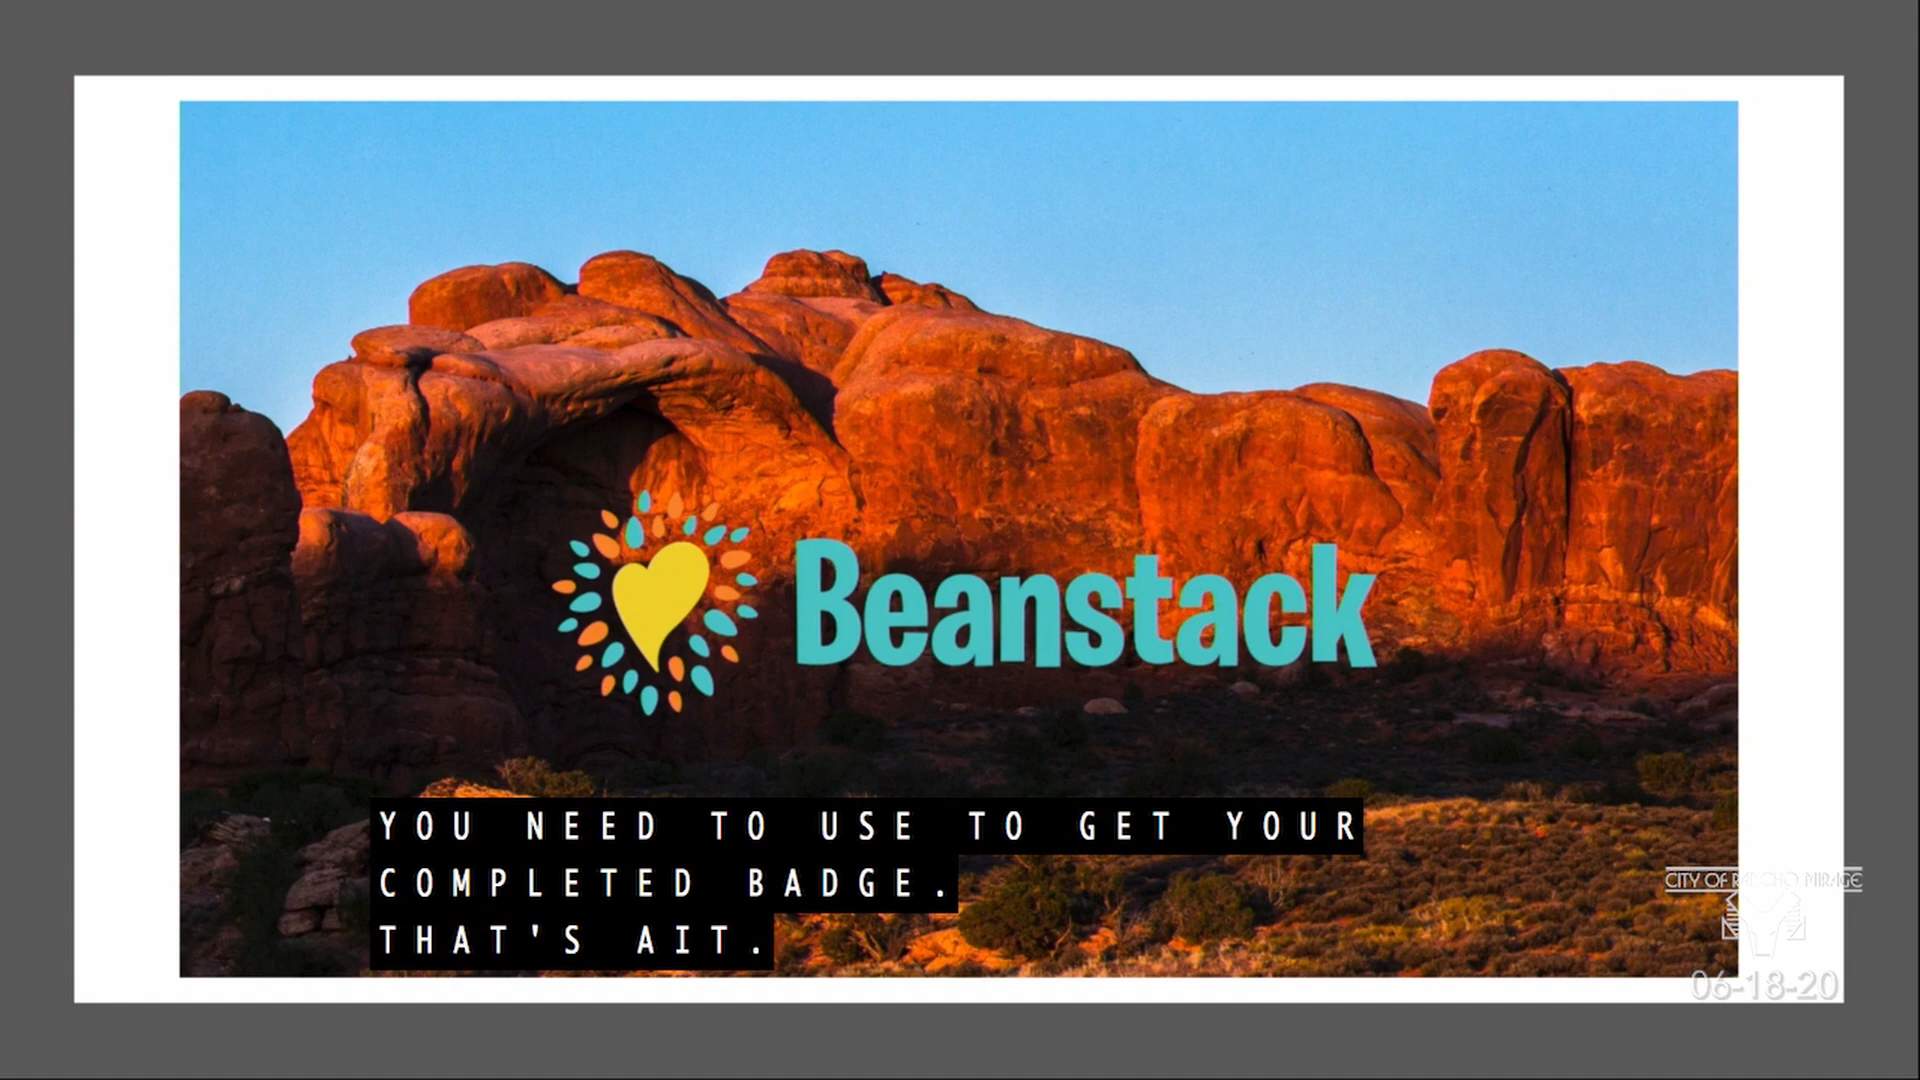 Beanstack
YOU NEED TO USE TO GET YOUR
COMPLETED BADGE.
THAT'S AIT.
CITY OF RANCHO MIRAGE
06-18-20